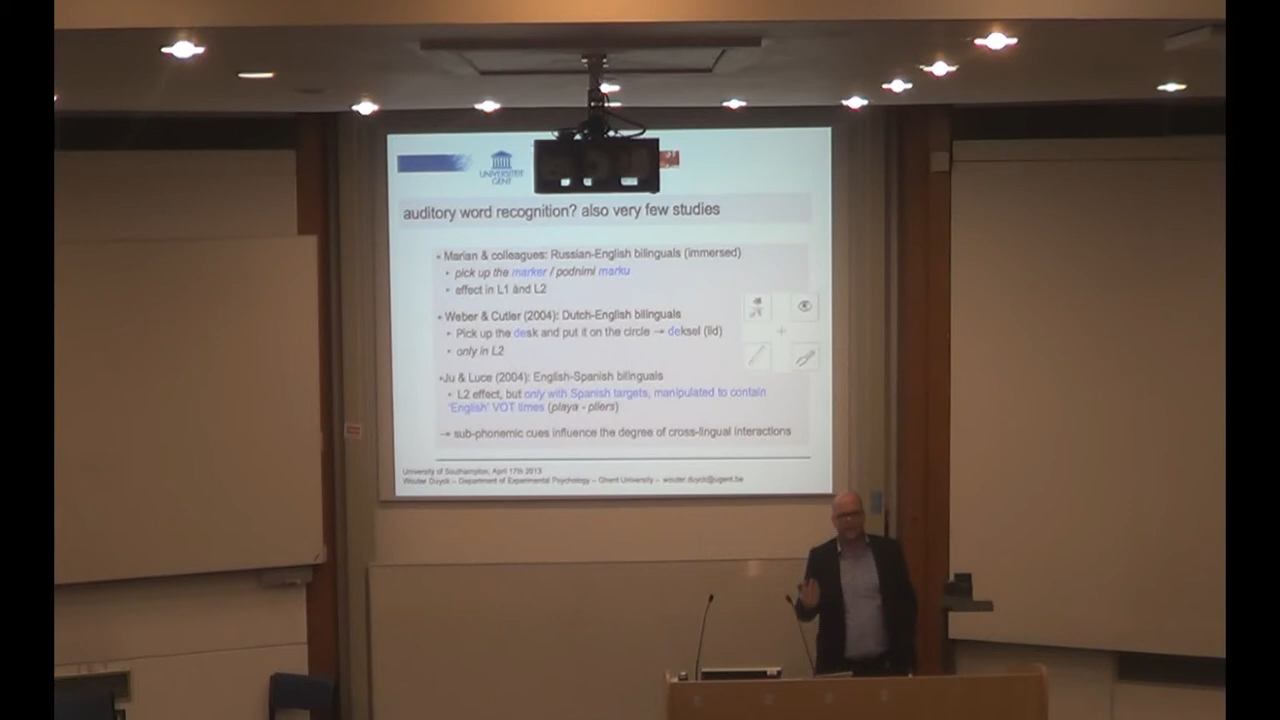 UNIVERSITEIT
GENT
auditory word recognition? also very few studies
Marian & colleagues: Russian-English bilinguals (immersed)
pick up the marker / podnimi marku
effect in L1 ànd L2
Weber & Cutler (2004): Dutch-English bilinguals
Pick up the desk and put it on the circle → deksel (lid)
only in L2
Ju & Luce (2004): English-Spanish bilinguals
L2 effect, but only with Spanish targets, manipulated to contain
'English' VOT times (playa - pliers)
→ sub-phonemic cues influence the degree of cross-lingual interactions
University of Southampton, April 17th 2013
Wouter Duyck – Department of Experimental Psychology – Ghent University – wouter.duyck@ugent.be